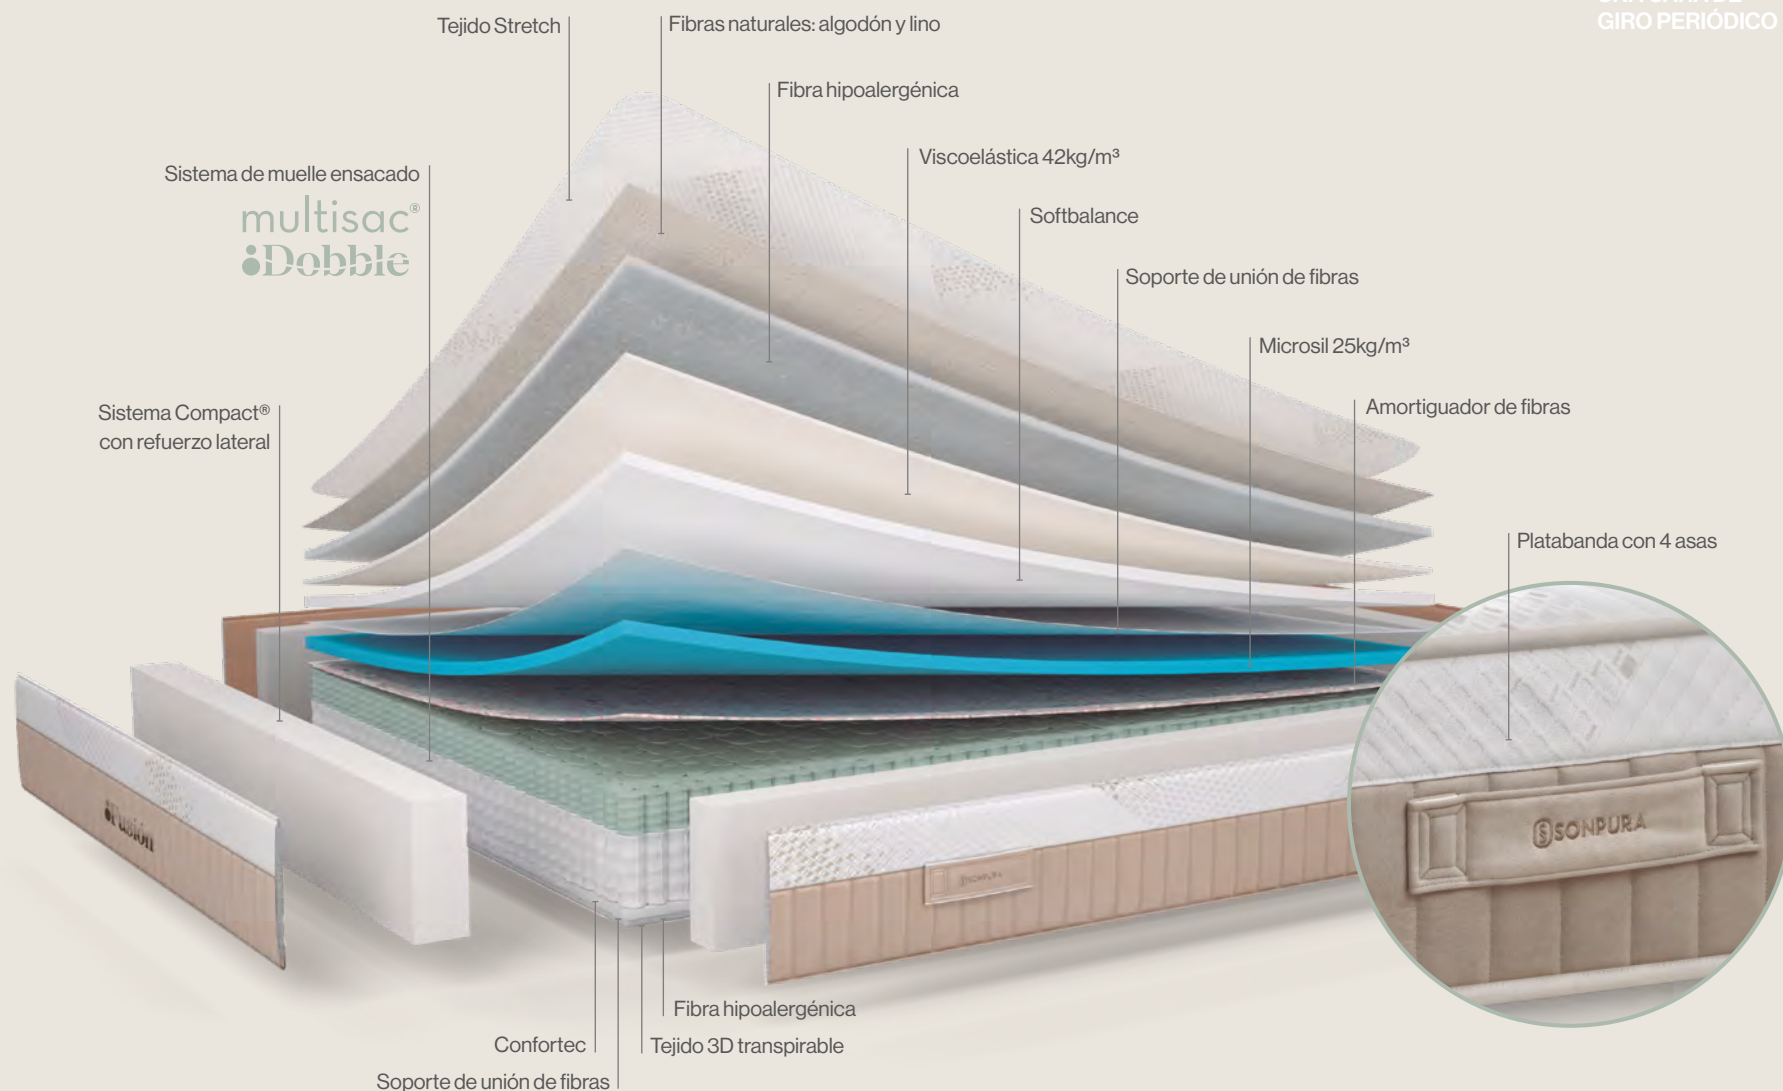 GIRO PERIÓDICO
Tejido Stretch
Fibras naturales: algodón y lino
Fibra hipoalergénica
Viscoelástica 42kg/m³
Sistema de muelle ensacado
multisac®
Dobble
Softbalance
Soporte de unión de fibras
Microsil 25kg/m³
Sistema Compact®
con refuerzo lateral
Amortiguador de fibras
Platabanda con 4 asas
Fusión
SONPURA
SONPURA
Fibra hipoalergénica
Confortec
Tejido 3D transpirable
Soporte de unión de fibras